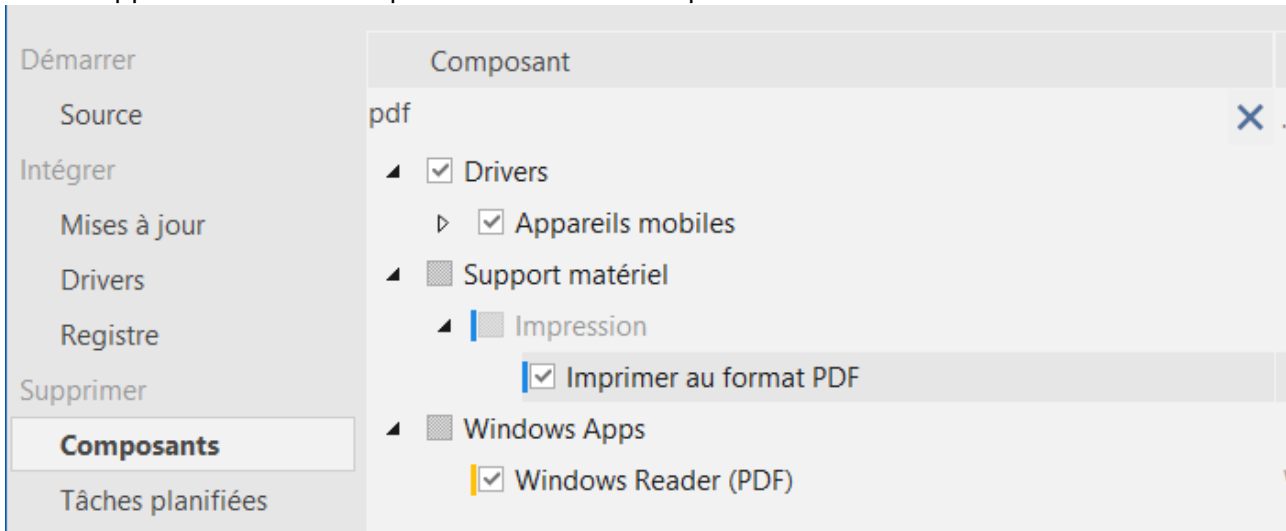 Démarrer
Composant
Source
pdf
Intégrer
Drivers
Mises à jour
Appareils mobiles
Drivers
Support matériel
Registre
Impression
Supprimer
Imprimer au format PDF
Composants
Windows Apps
Tâches planifiées
Windows Reader (PDF)